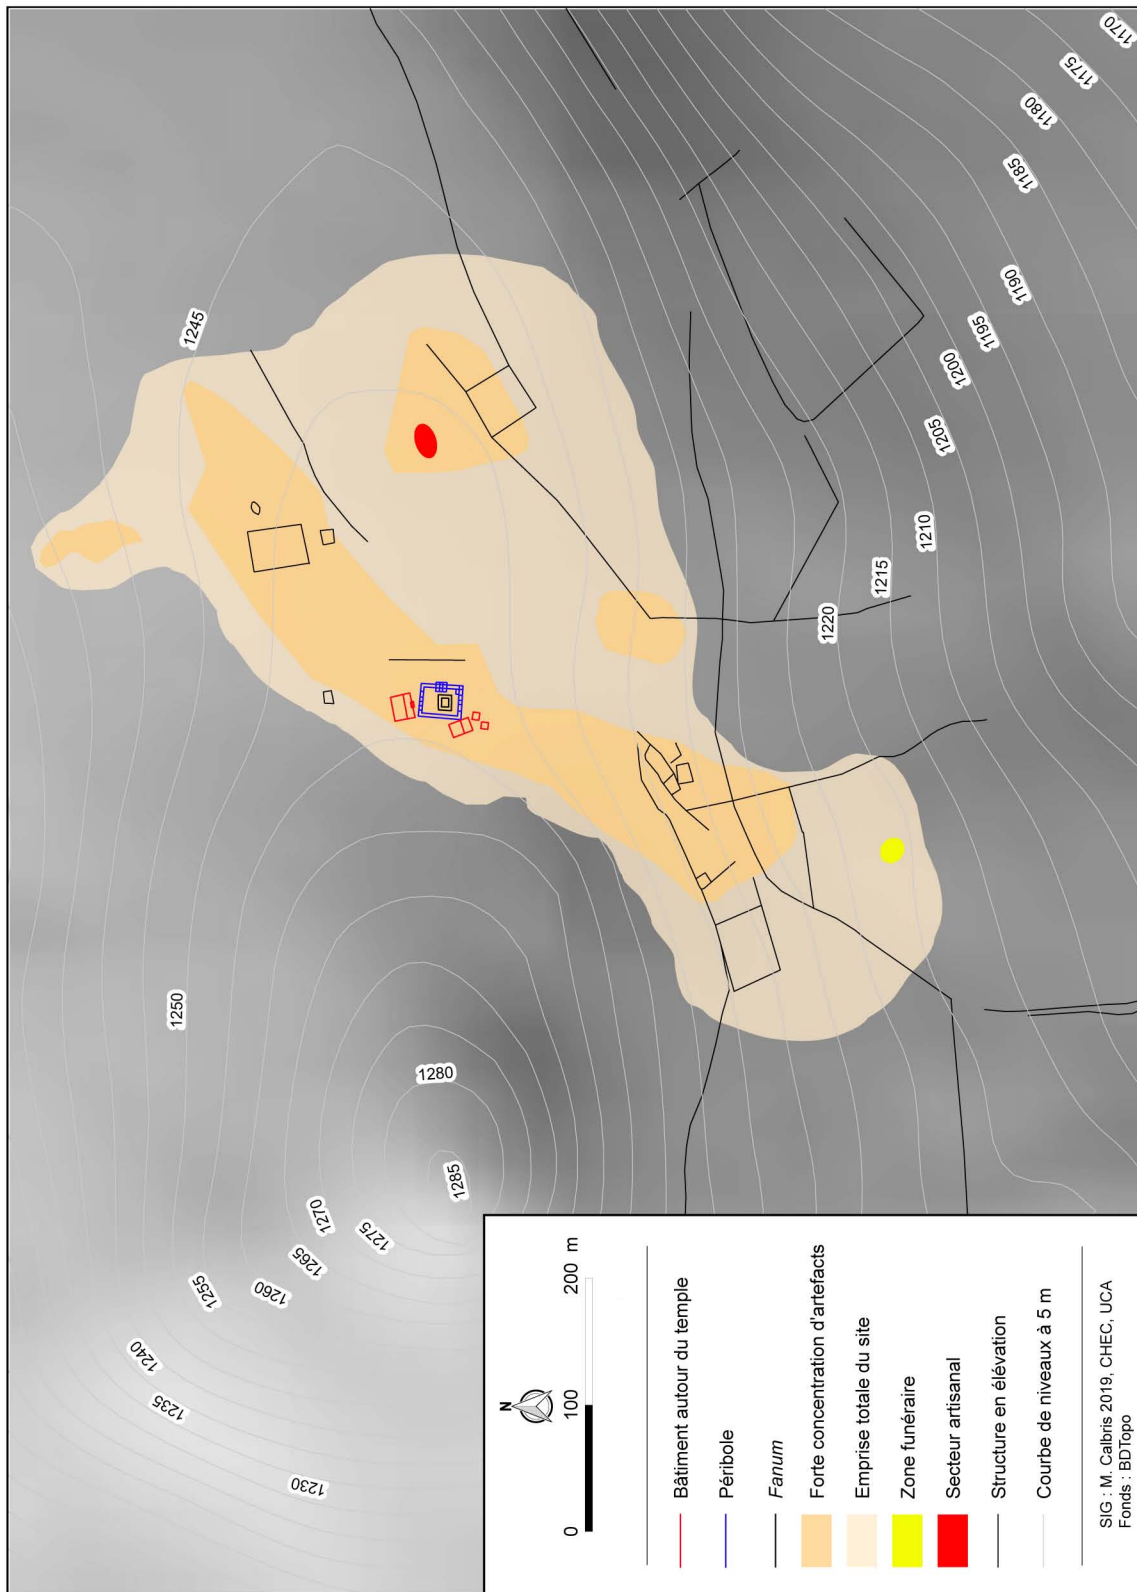 1170
1175
1180
1185
1190
1195
1200
1205
1210
1215
1220
1245
1250
1280
1285
1270
1275
1265
1260
1255
1240
1235
1230
N
0 100 200 m
Bâtiment autour du temple
Péribole
Fanum
Forte concentration d'artefacts
Emprise totale du site
Zone funéraire
Secteur artisanal
Structure en élévation
Courbe de niveaux à 5 m
SIG : M. Calbris 2019, CHEC, UCA
Fonds : BDTopo